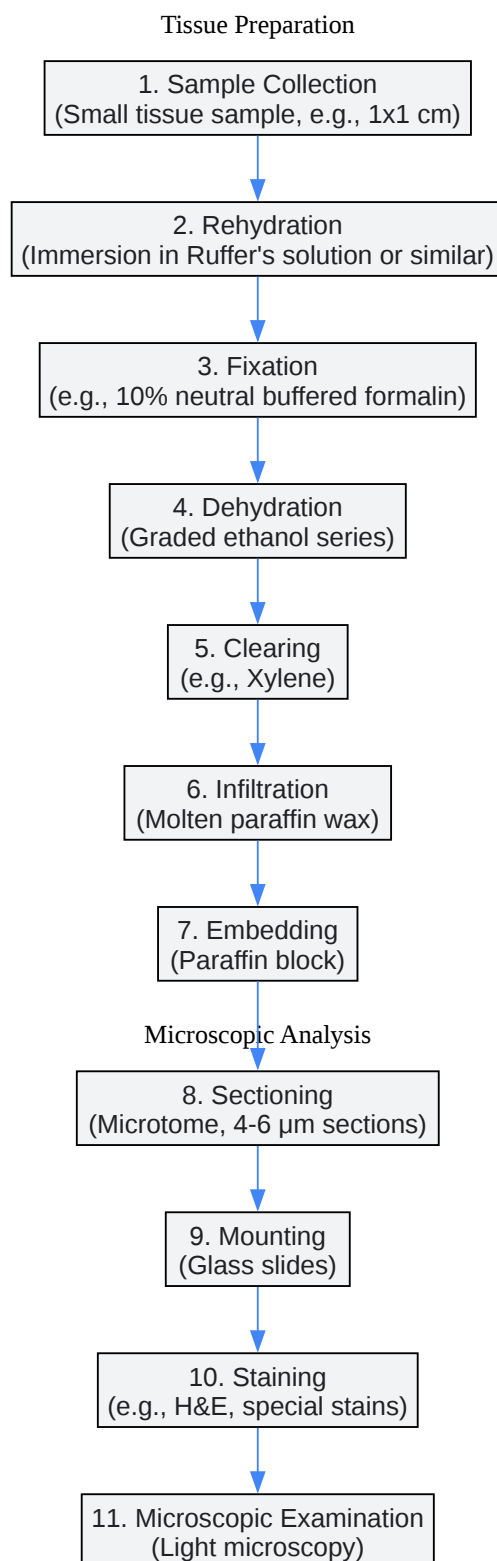 Tissue Preparation
1. Sample Collection
(Small tissue sample, e.g., 1x1 cm)
2. Rehydration
(Immersion in Ruffer's solution or similar)
3. Fixation
(e.g., 10% neutral buffered formalin)
4. Dehydration
(Graded ethanol series)
5. Clearing
(e.g., Xylene)
6. Infiltration
(Molten paraffin wax)
7. Embedding
(Paraffin block)
Microscopic Analysis
8. Sectioning
(Microtome, 4-6 µm sections)
9. Mounting
(Glass slides)
10. Staining
(e.g., H&E, special stains)
11. Microscopic Examination
(Light microscopy)